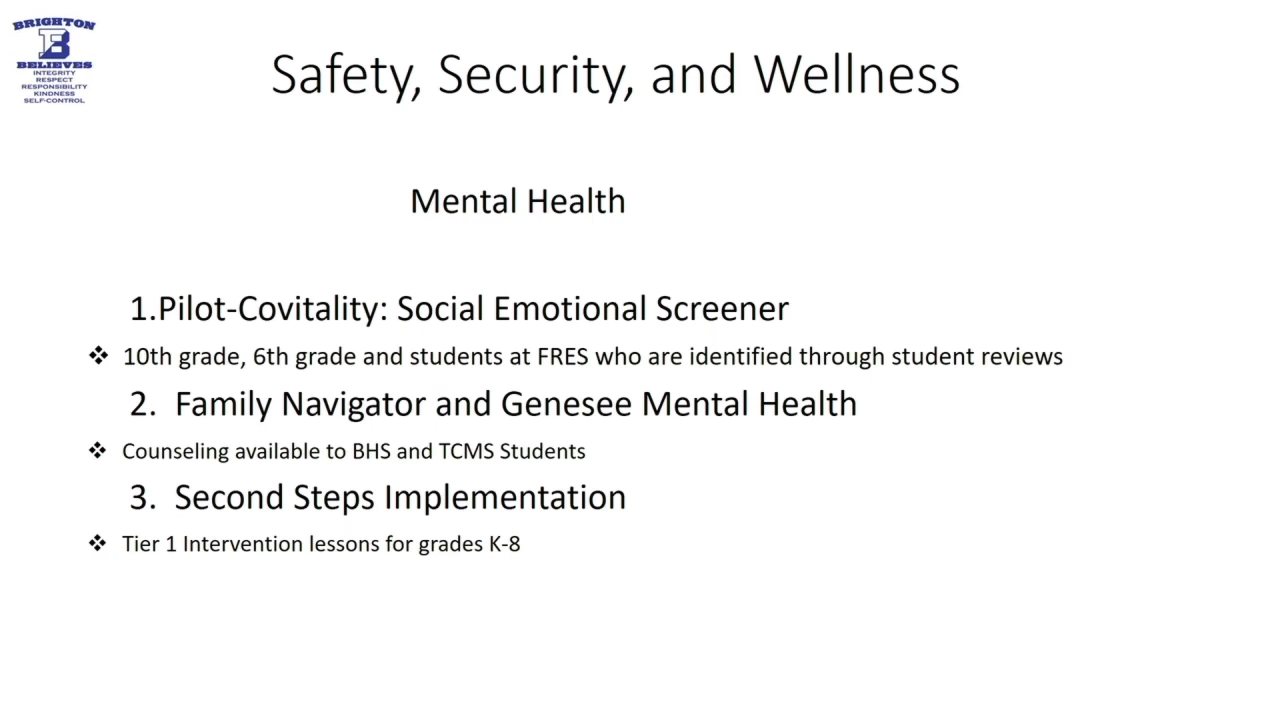 BRIGHTON
B
BELIEVES
INTEGRITY
RESPECT
RESPONSIBILITY
KINDNESS
SELF-CONTROL
Safety, Security, and Wellness
Mental Health
1.Pilot-Covitality: Social Emotional Screener
❖ 10th grade, 6th grade and students at FRES who are identified through student reviews
2. Family Navigator and Genesee Mental Health
❖ Counseling available to BHS and TCMS Students
3. Second Steps Implementation
❖ Tier 1 Intervention lessons for grades K-8